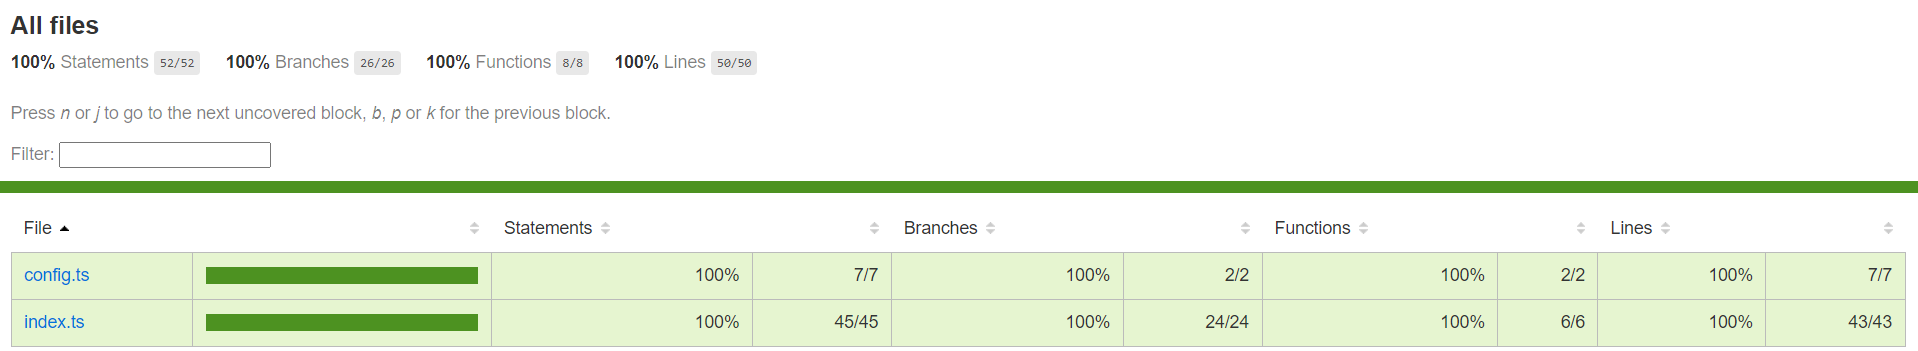 All files
100% Statements 52/52 100% Branches 26/26 100% Functions 8/8 100% Lines 50/50
Press n or j to go to the next uncovered block, b, p or k for the previous block.
Filter:
File Statements Branches Functions Lines
config.ts 100% 7/7 100% 2/2 100% 2/2 100% 7/7
index.ts 100% 45/45 100% 24/24 100% 6/6 100% 43/43